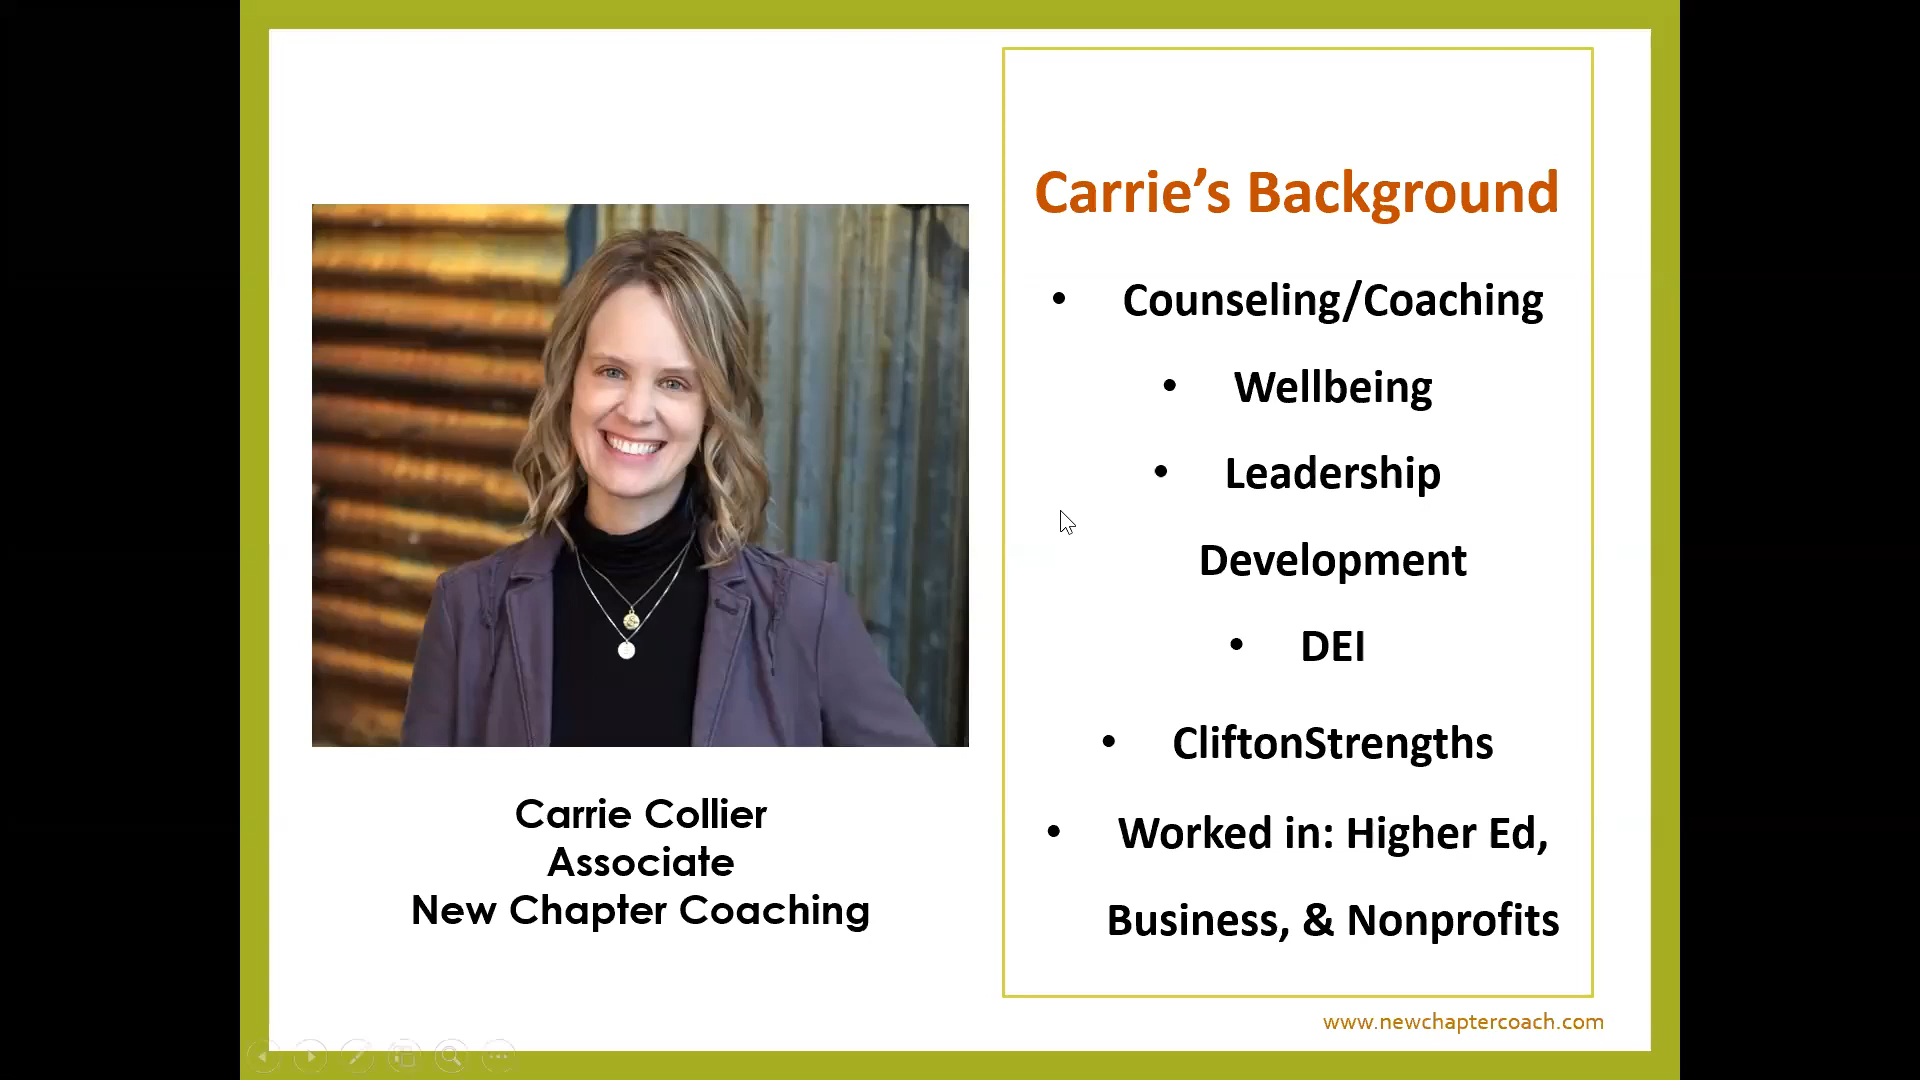 Carrie Collier
Associate
New Chapter Coaching
Carrie’s Background
• Counseling/Coaching
• Wellbeing
• Leadership
Development
• DEI
• CliftonStrengths
• Worked in: Higher Ed,
Business, & Nonprofits
www.newchaptercoach.com